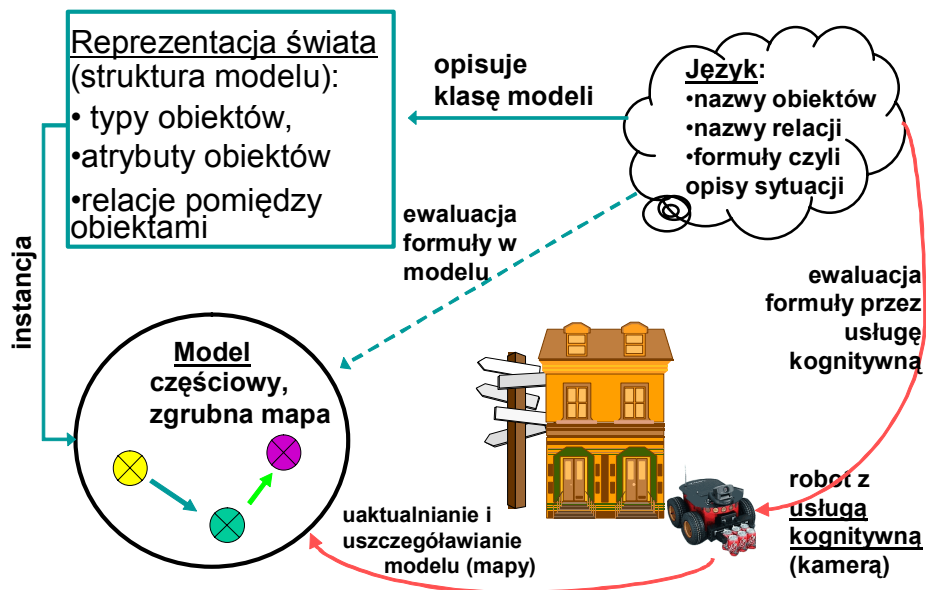 Reprezentacja świata
(struktura modelu):
• typy obiektów,
•atrybuty obiektów
•relacje pomiędzy
obiektami
opisuje
klasę modeli
Język:
•nazwy obiektów
•nazwy relacji
•formuły czyli
opisy sytuacji
ewaluacja
formuły w
modelu
instancja
ewaluacja
formuły przez
usługę
kognitywną
Model
częściowy,
zgrubna mapa
uaktualnianie i
uszczegóławianie
modelu (mapy)
robot z
usługą
kognitywną
(kamerą)